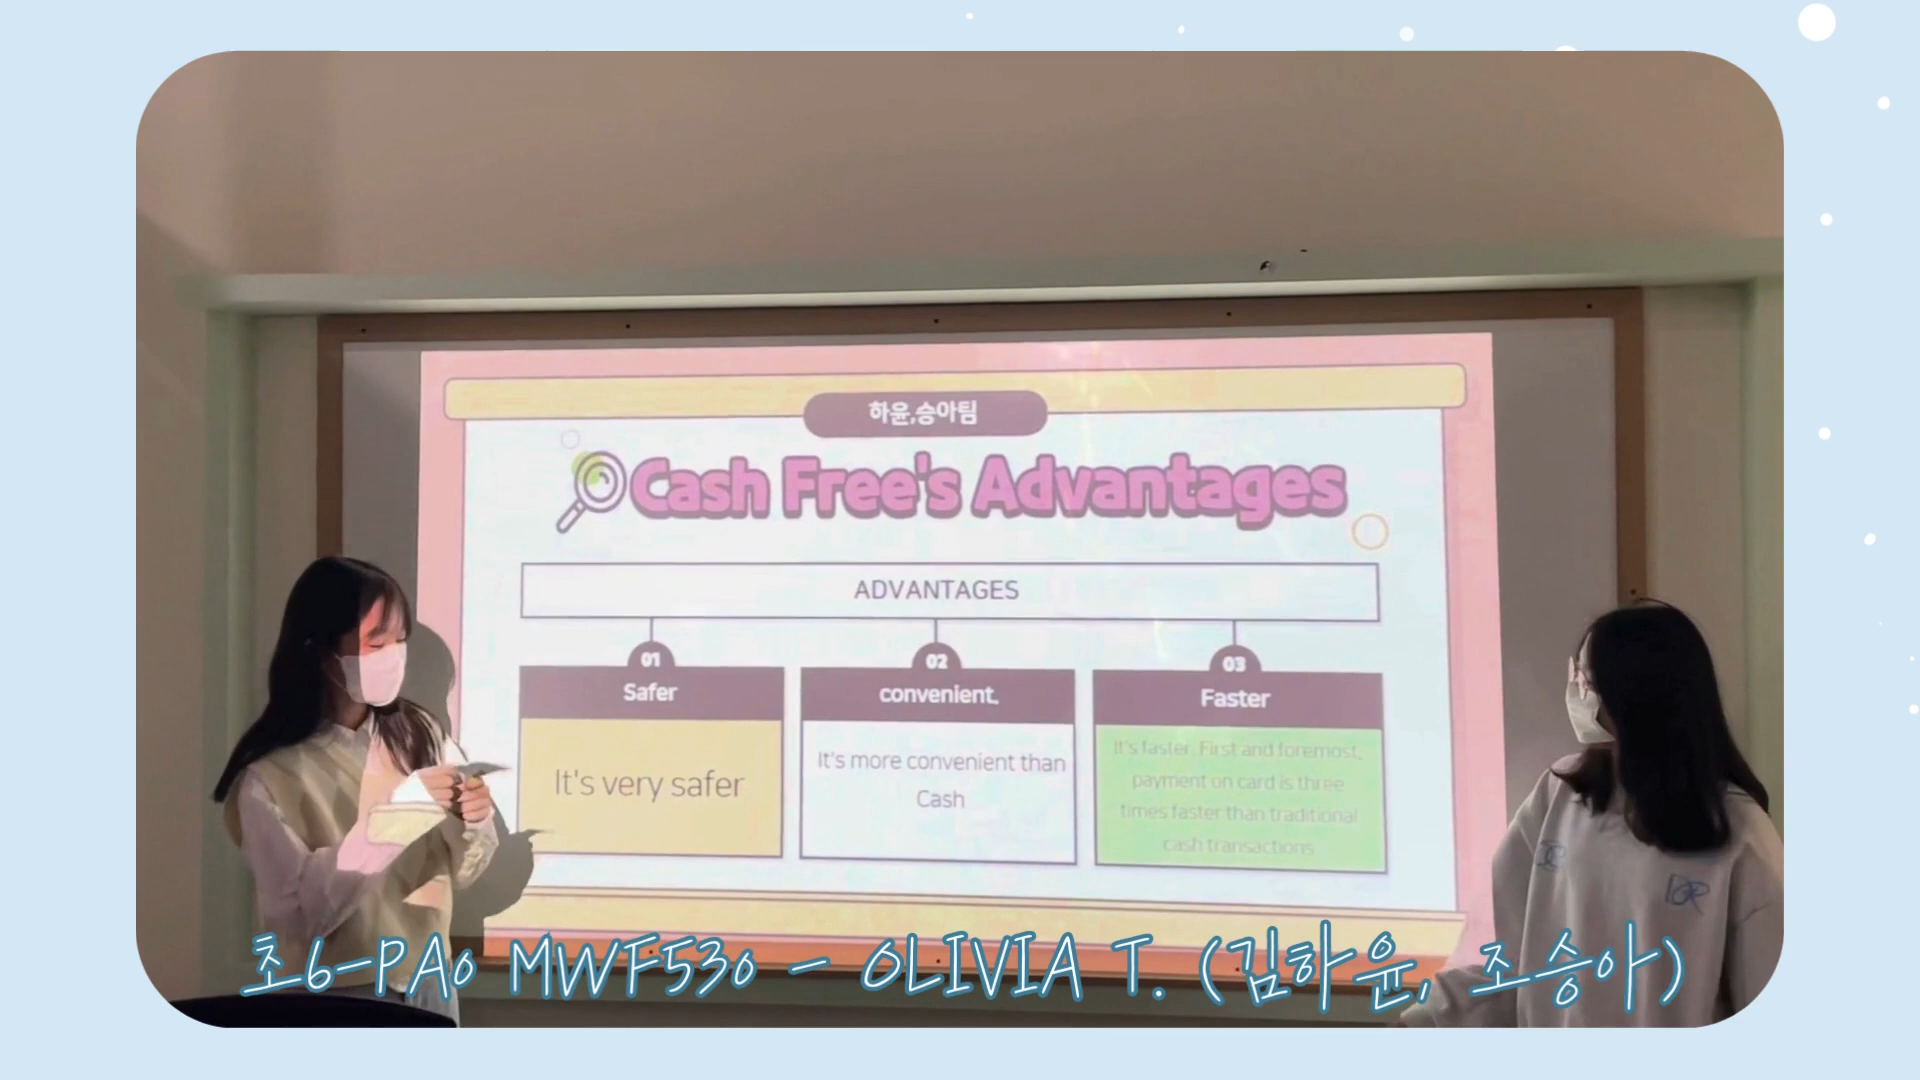 하윤,승아팀
Cash Free's Advantages
ADVANTAGES
01
Safer
It's very safer
02
convenient.
It's more convenient than
Cash
03
Faster
It's faster. First and foremost,
payment on card is three
times faster than traditional
cash transactions
초6-PA0 MWF530 - OLIVIA T. (김하윤, 조승아)